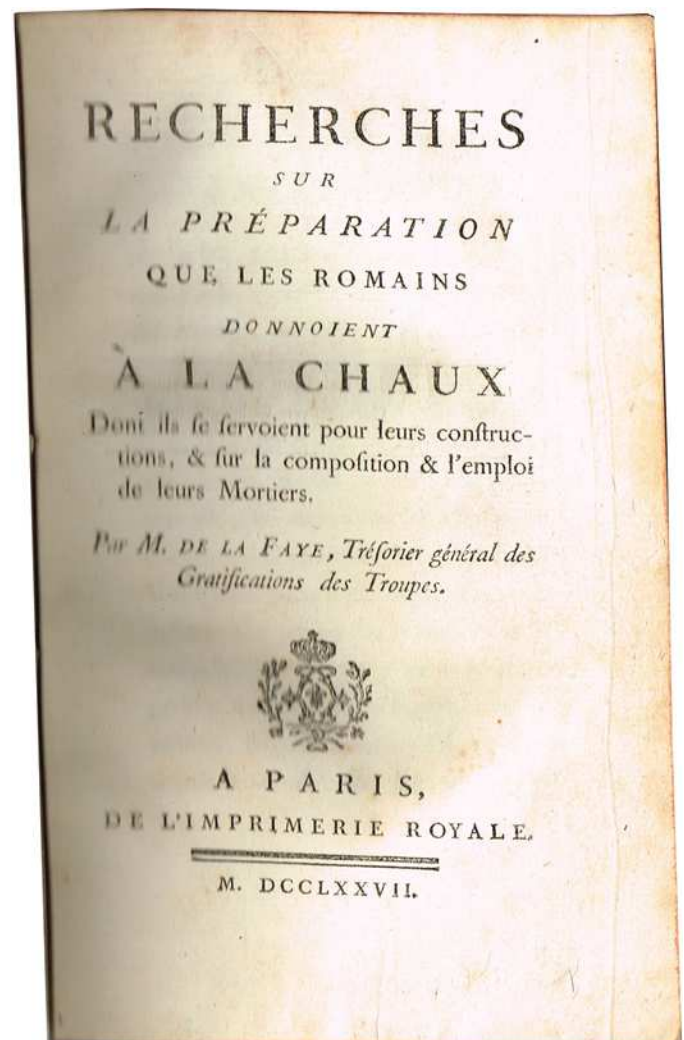 RECHERCHES
SUR
LA PRÉPARATION
QUE LES ROMAINS
DONNOIENT
À LA CHAUX
Dont ils ſe ſervoient pour leurs conſtruc-
tions, & ſur la compoſition & l'emploi
de leurs Mortiers.
Par M. DE LA FAYE, Tréſorier général des
Gratifications des Troupes.
A PARIS,
DE L'IMPRIMERIE ROYALE.
M. DCCLXXVII.